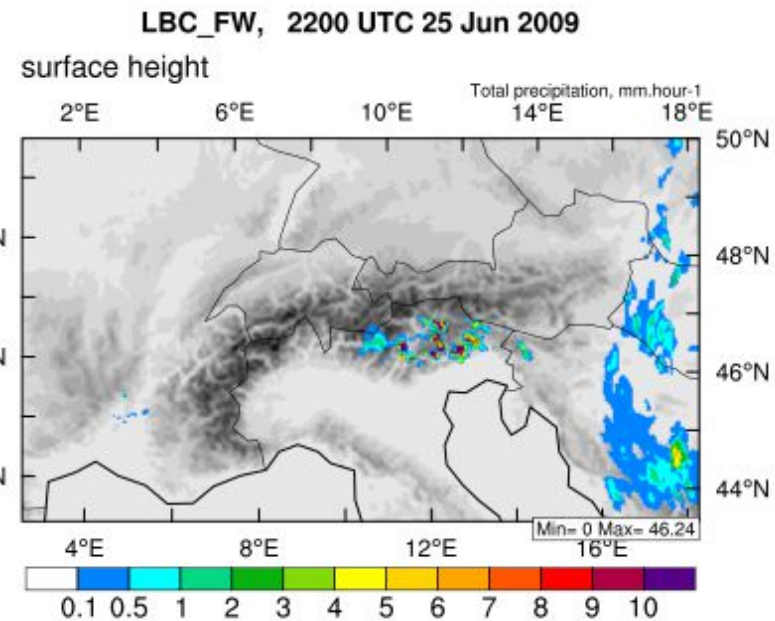 LBC_FW, 2200 UTC 25 Jun 2009
surface height
Total precipitation, mm.hour-1
2°E 6°E 10°E 14°E 18°E
50°N
48°N
46°N
44°N
Min= 0 Max= 46.24
4°E 8°E 12°E 16°E
0.1 0.5 1 2 3 4 5 6 7 8 9 10